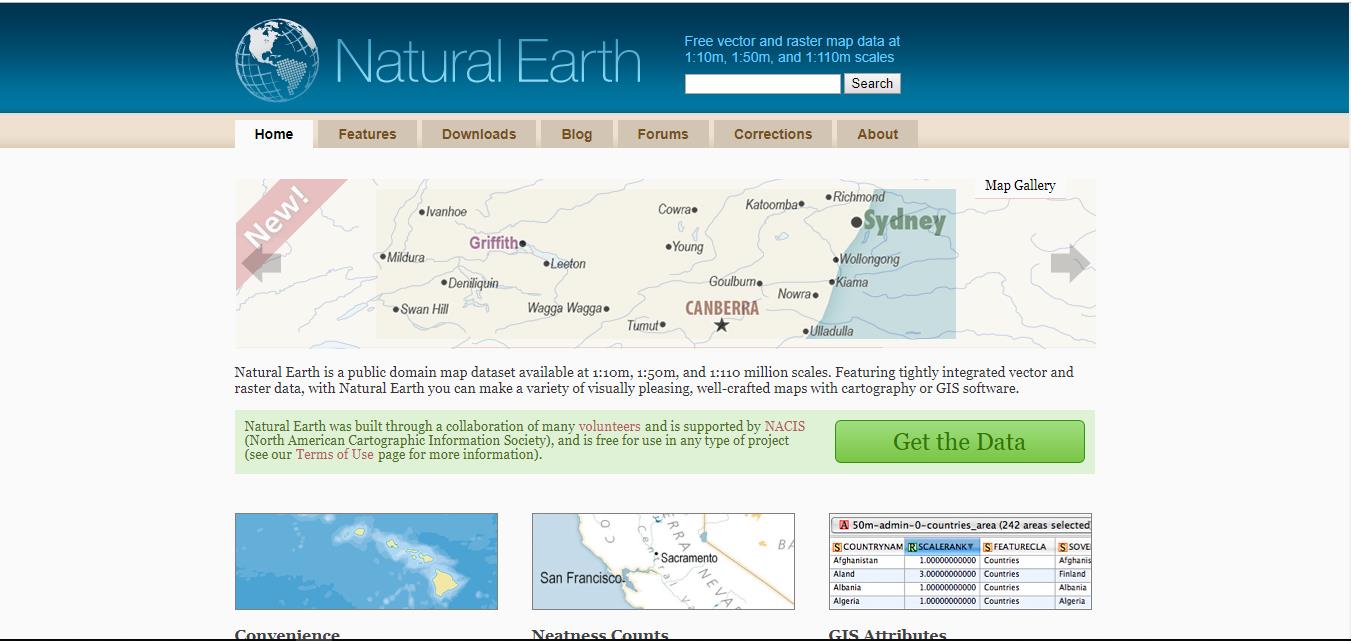 Natural Earth
Free vector and raster map data at
1:10m, 1:50m, and 1:110m scales
Search
Home
Features
Downloads
Blog
Forums
Corrections
About
New!
Map Gallery
Ivanhoe
Cowra
Katoomba
Richmond
Sydney
Griffith
Young
Mildura
Leeton
Wollongong
Deniliquin
Goulburn
Kiama
Nowra
Swan Hill
Wagga Wagga
CANBERRA
Tumut
Ulladulla
Natural Earth is a public domain map dataset available at 1:10m, 1:50m, and 1:110 million scales. Featuring tightly integrated vector and
raster data, with Natural Earth you can make a variety of visually pleasing, well-crafted maps with cartography or GIS software.
Natural Earth was built through a collaboration of many volunteers and is supported by NACIS
(North American Cartographic Information Society), and is free for use in any type of project
(see our Terms of Use page for more information).
Get the Data
Sacramento
San Francisco
BA
ERRA
NEVA
CO
Central Va
A 50m-admin-0-countries_area (242 areas selected
S COUNTRYNAM R SCALERANK▼ S FEATURECLA S SOVE
Afghanistan 1.00000000000 Countries Afghanis
Aland 3.00000000000 Countries Finland
Albania 1.00000000000 Countries Albania
Algeria 1.00000000000 Countries Algeria
Convenience
Neatness Counts
GIS Attributes